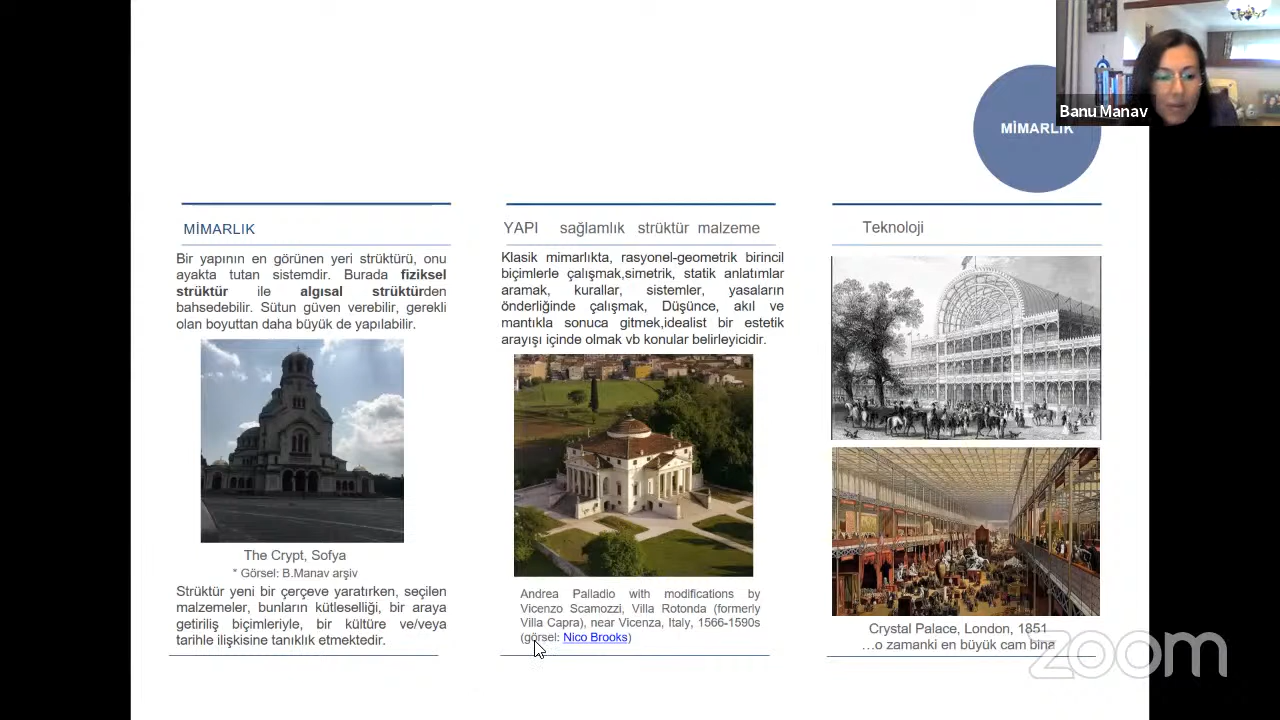 Banu Manav
MİMARLIK
MİMARLIK
Bir yapının en görünen yeri strüktürü, onu
ayakta tutan sistemdir. Burada fiziksel
strüktür ile algısal strüktürden
bahsedebilir. Sütun güven verebilir, gerekli
olan boyuttan daha büyük de yapılabilir.
The Crypt, Sofya
* Görsel: B.Manav arşiv
Strüktür yeni bir çerçeve yaratırken, seçilen
malzemeler, bunların kütleselliği, bir araya
getiriliş biçimleriyle, bir kültüre ve/veya
tarihle ilişkisine tanıklık etmektedir.
YAPI sağlamlık strüktür malzeme
Klasik mimarlıkta, rasyonel-geometrik birincil
biçimlerle çalışmak,simetrik, statik anlatımlar
aramak, kurallar, sistemler, yasaların
önderliğinde çalışmak, Düşünce, akıl ve
mantıkla sonuca gitmek,idealist bir estetik
arayışı içinde olmak vb konular belirleyicidir.
Andrea Palladio with modifications by
Vicenzo Scamozzi, Villa Rotonda (formerly
Villa Capra), near Vicenza, Italy, 1566-1590s
(görsel: Nico Brooks)
Teknoloji
Crystal Palace, London, 1851
…o zamanki en büyük cam bina
zoom